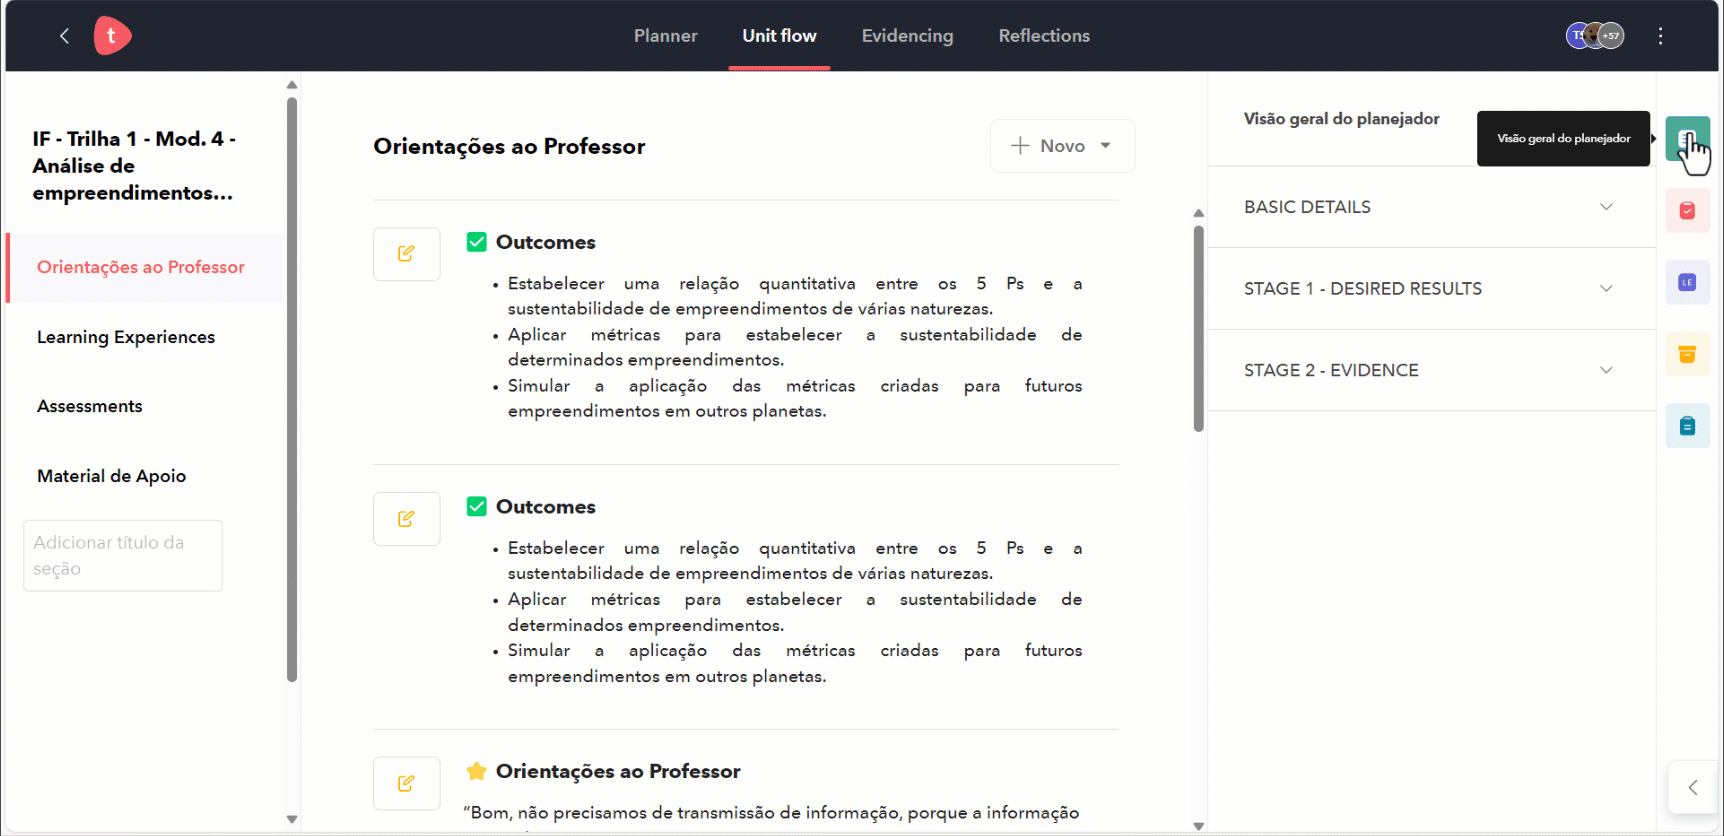 t
Planner
Unit flow
Evidencing
Reflections
+57
IF - Trilha 1 - Mod. 4 -
Análise de
empreendimentos...
Orientações ao Professor
Learning Experiences
Assessments
Material de Apoio
Adicionar título da
seção
Orientações ao Professor
Novo
Outcomes
• Estabelecer uma relação quantitativa entre os 5 Ps e a
sustentabilidade de empreendimentos de várias naturezas.
• Aplicar métricas para estabelecer a sustentabilidade de
determinados empreendimentos.
• Simular a aplicação das métricas criadas para futuros
empreendimentos em outros planetas.
Outcomes
• Estabelecer uma relação quantitativa entre os 5 Ps e a
sustentabilidade de empreendimentos de várias naturezas.
• Aplicar métricas para estabelecer a sustentabilidade de
determinados empreendimentos.
• Simular a aplicação das métricas criadas para futuros
empreendimentos em outros planetas.
Orientações ao Professor
“Bom, não precisamos de transmissão de informação, porque a informação
Visão geral do planejador
Visão geral do planejador
BASIC DETAILS
STAGE 1 - DESIRED RESULTS
STAGE 2 - EVIDENCE
LE